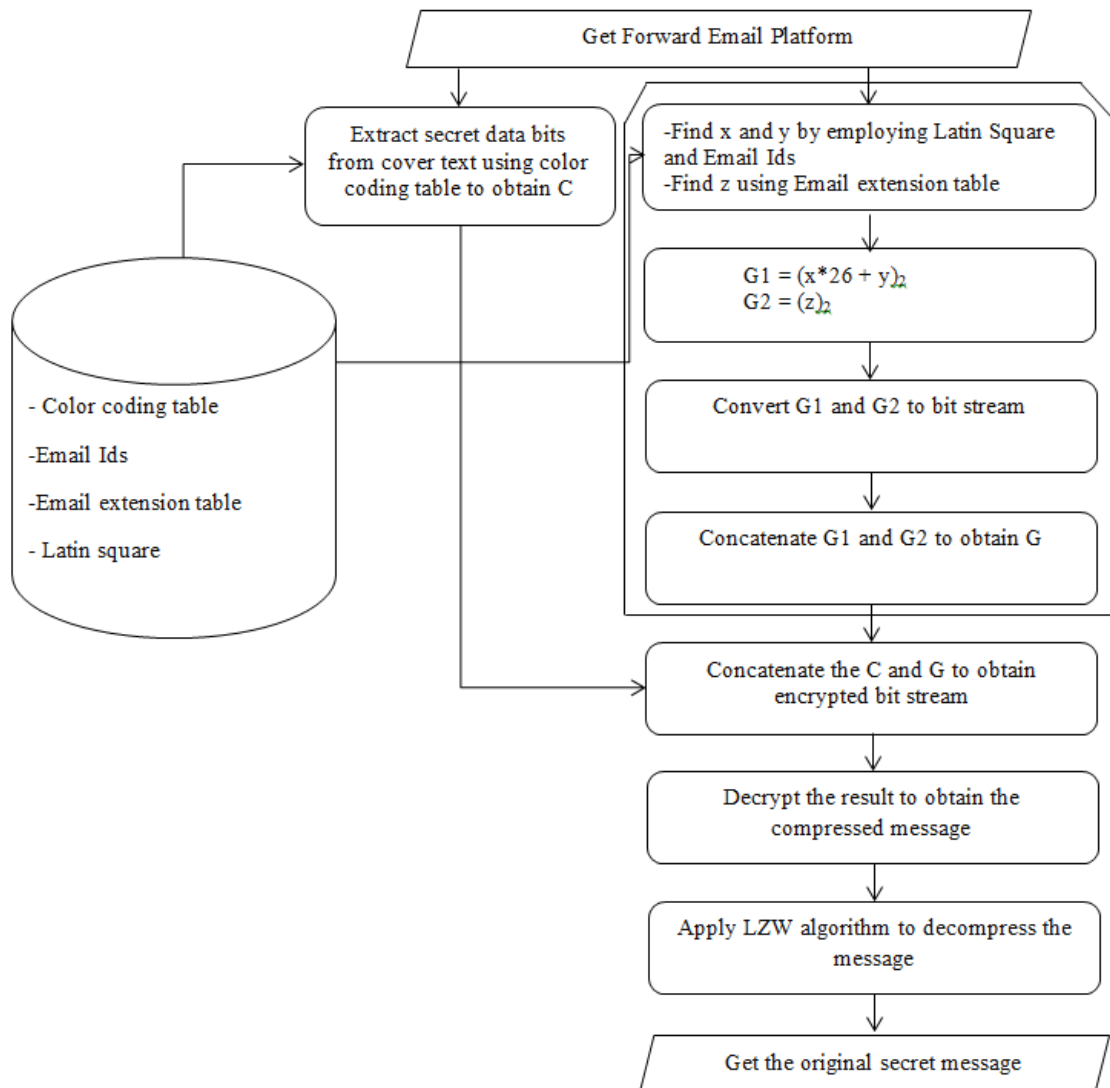 Get Forward Email Platform
Extract secret data bits
from cover text using color
coding table to obtain C
-Find x and y by employing Latin Square
and Email Ids
-Find z using Email extension table
G1 = (x*26 + y)₂
G2 = (z)₂
- Color coding table
-Email Ids
-Email extension table
- Latin square
Convert G1 and G2 to bit stream
Concatenate G1 and G2 to obtain G
Concatenate the C and G to obtain
encrypted bit stream
Decrypt the result to obtain the
compressed message
Apply LZW algorithm to decompress the
message
Get the original secret message